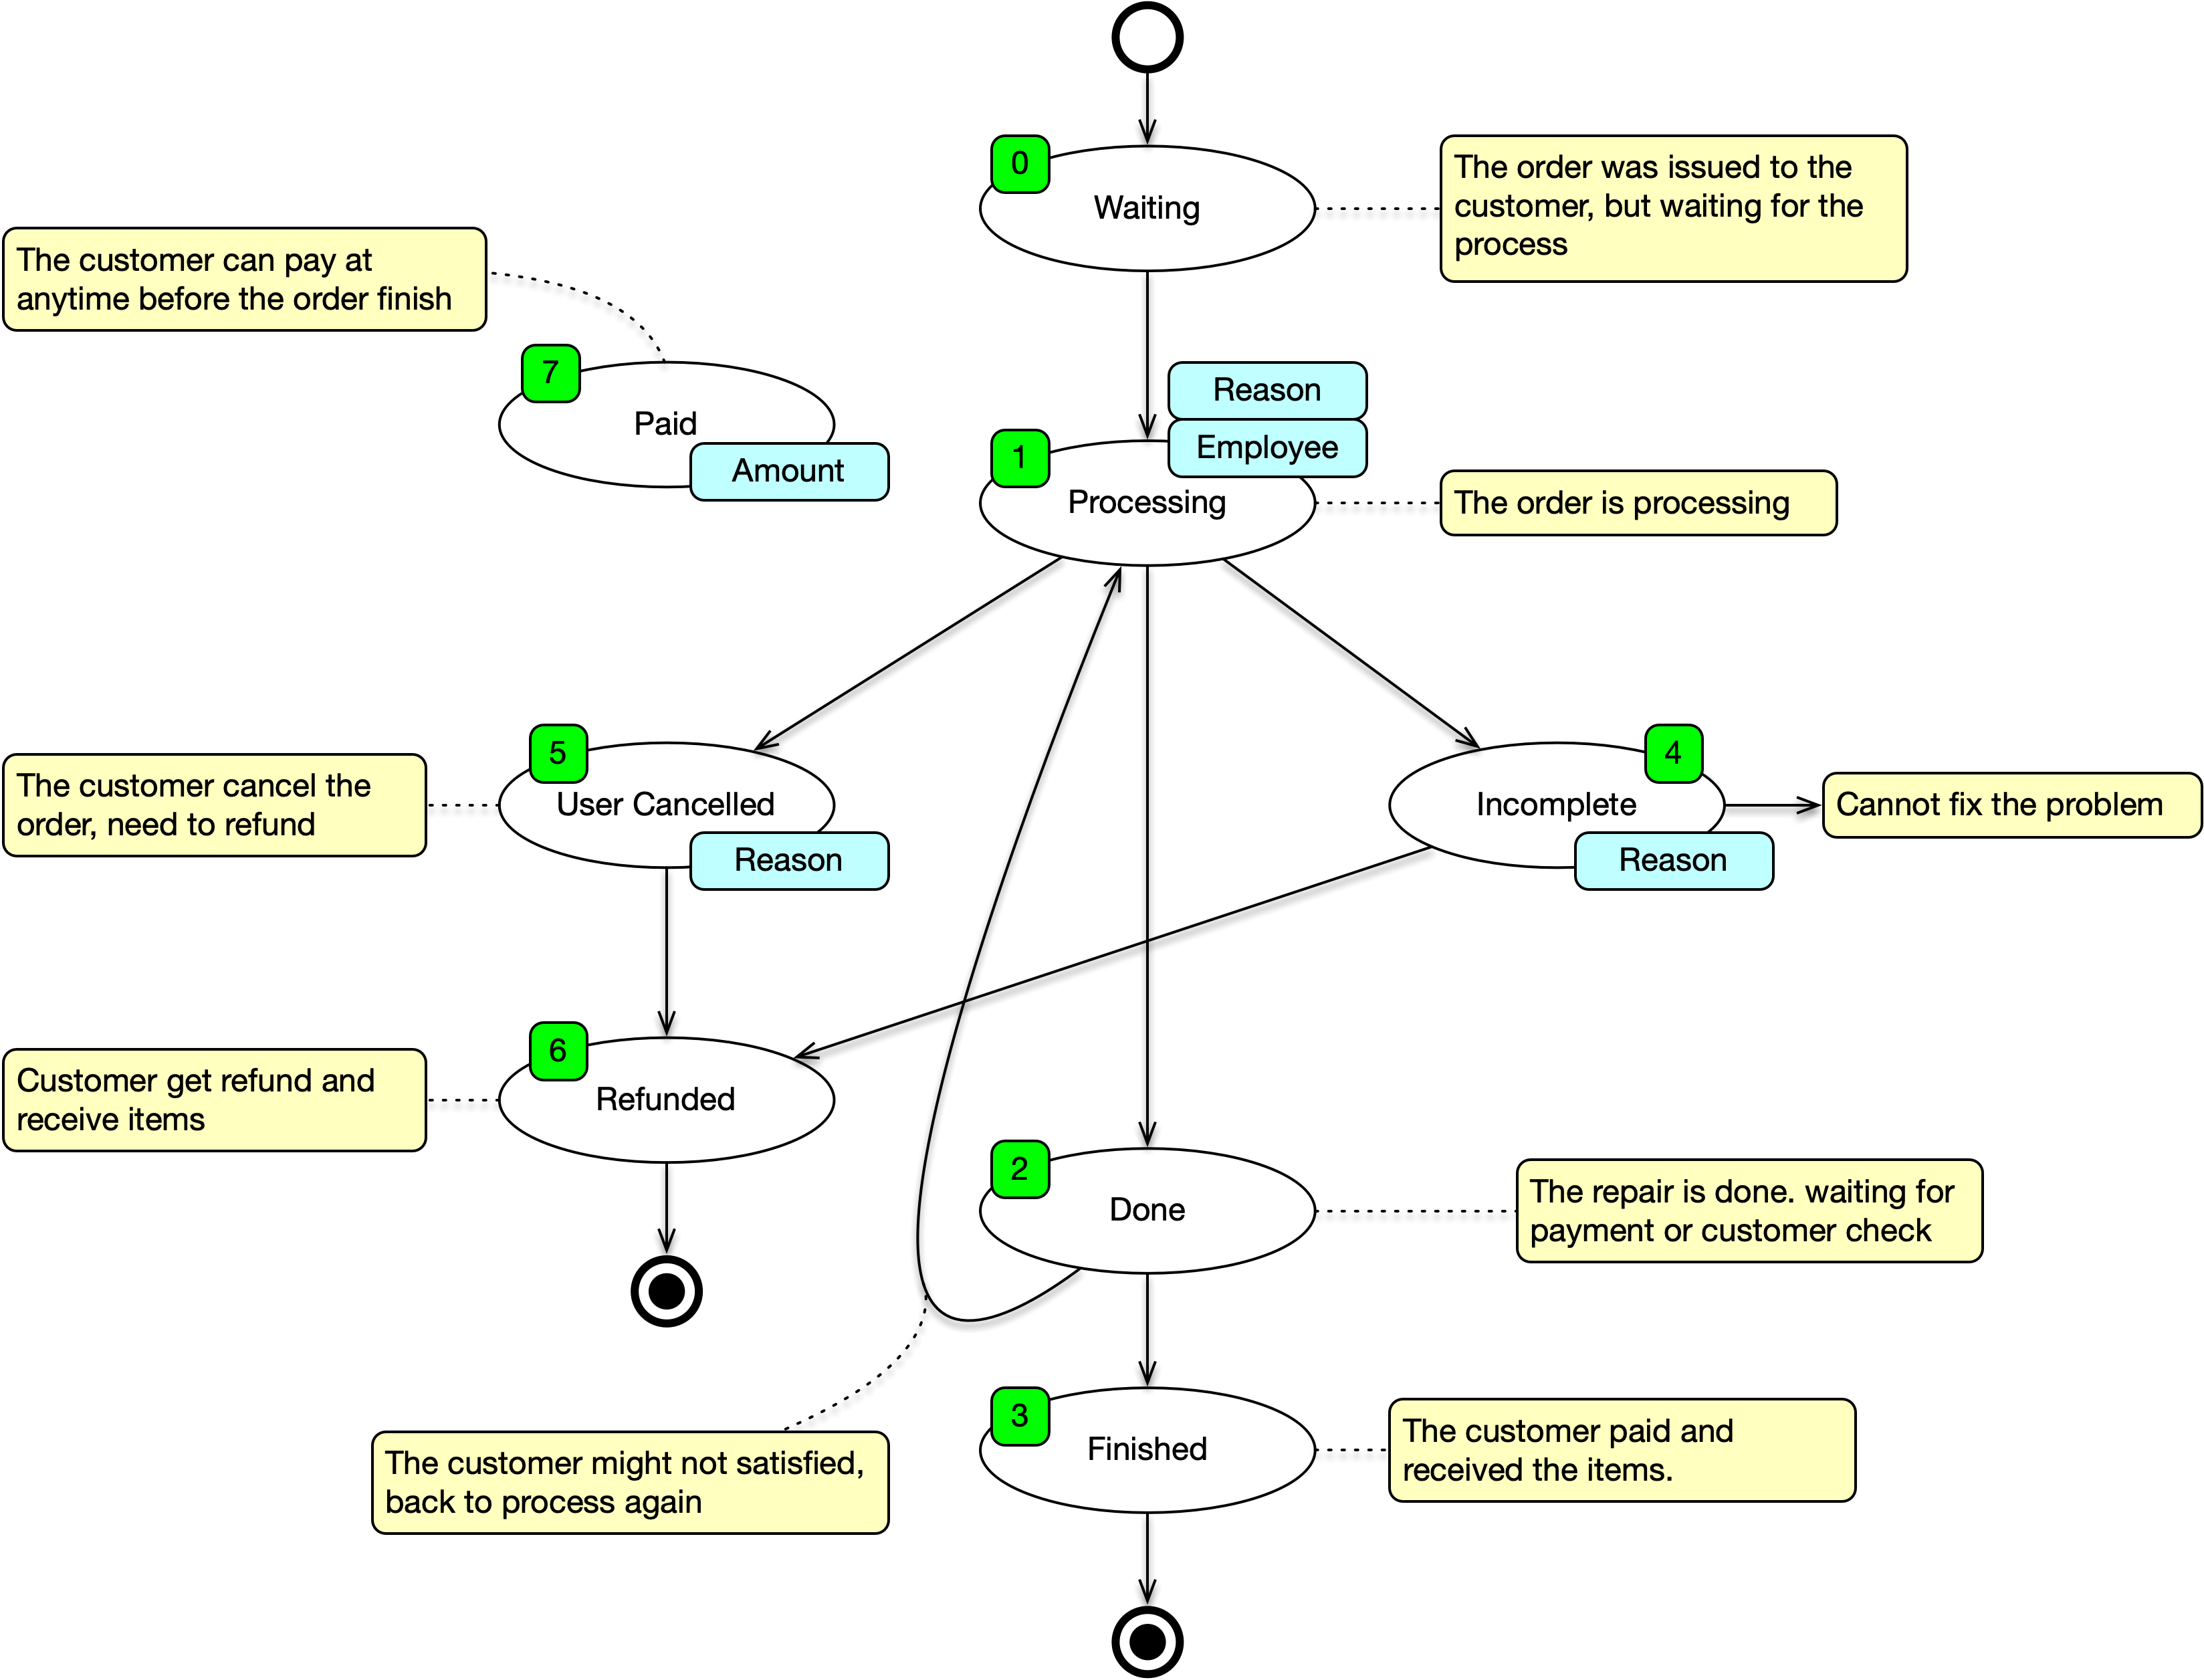 0
Waiting
The order was issued to the
customer, but waiting for the
process
The customer can pay at
anytime before the order finish
7
Paid
Amount
Reason
Employee
1
Processing
The order is processing
5
User Cancelled
Reason
The customer cancel the
order, need to refund
4
Incomplete
Reason
Cannot fix the problem
6
Refunded
Customer get refund and
receive items
2
Done
The repair is done. waiting for
payment or customer check
3
Finished
The customer paid and
received the items.
The customer might not satisfied,
back to process again